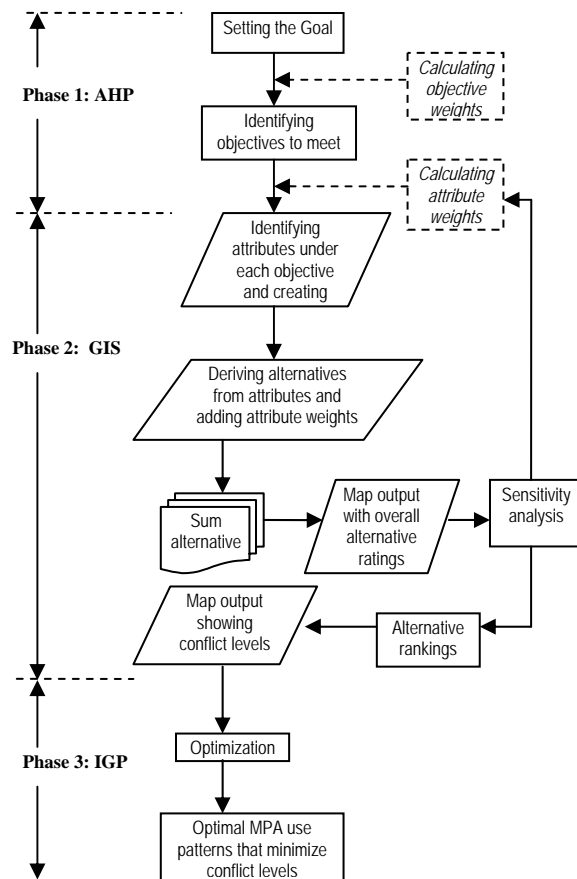 Setting the Goal
Phase 1: AHP
Calculating
objective
weights
Identifying
objectives to meet
Calculating
attribute
weights
Identifying
attributes under
each objective
and creating
Phase 2: GIS
Deriving alternatives
from attributes and
adding attribute weights
Sum
alternative
Map output
with overall
alternative
ratings
Sensitivity
analysis
Map output
showing
conflict levels
Alternative
rankings
Phase 3: IGP
Optimization
Optimal MPA use
patterns that minimize
conflict levels